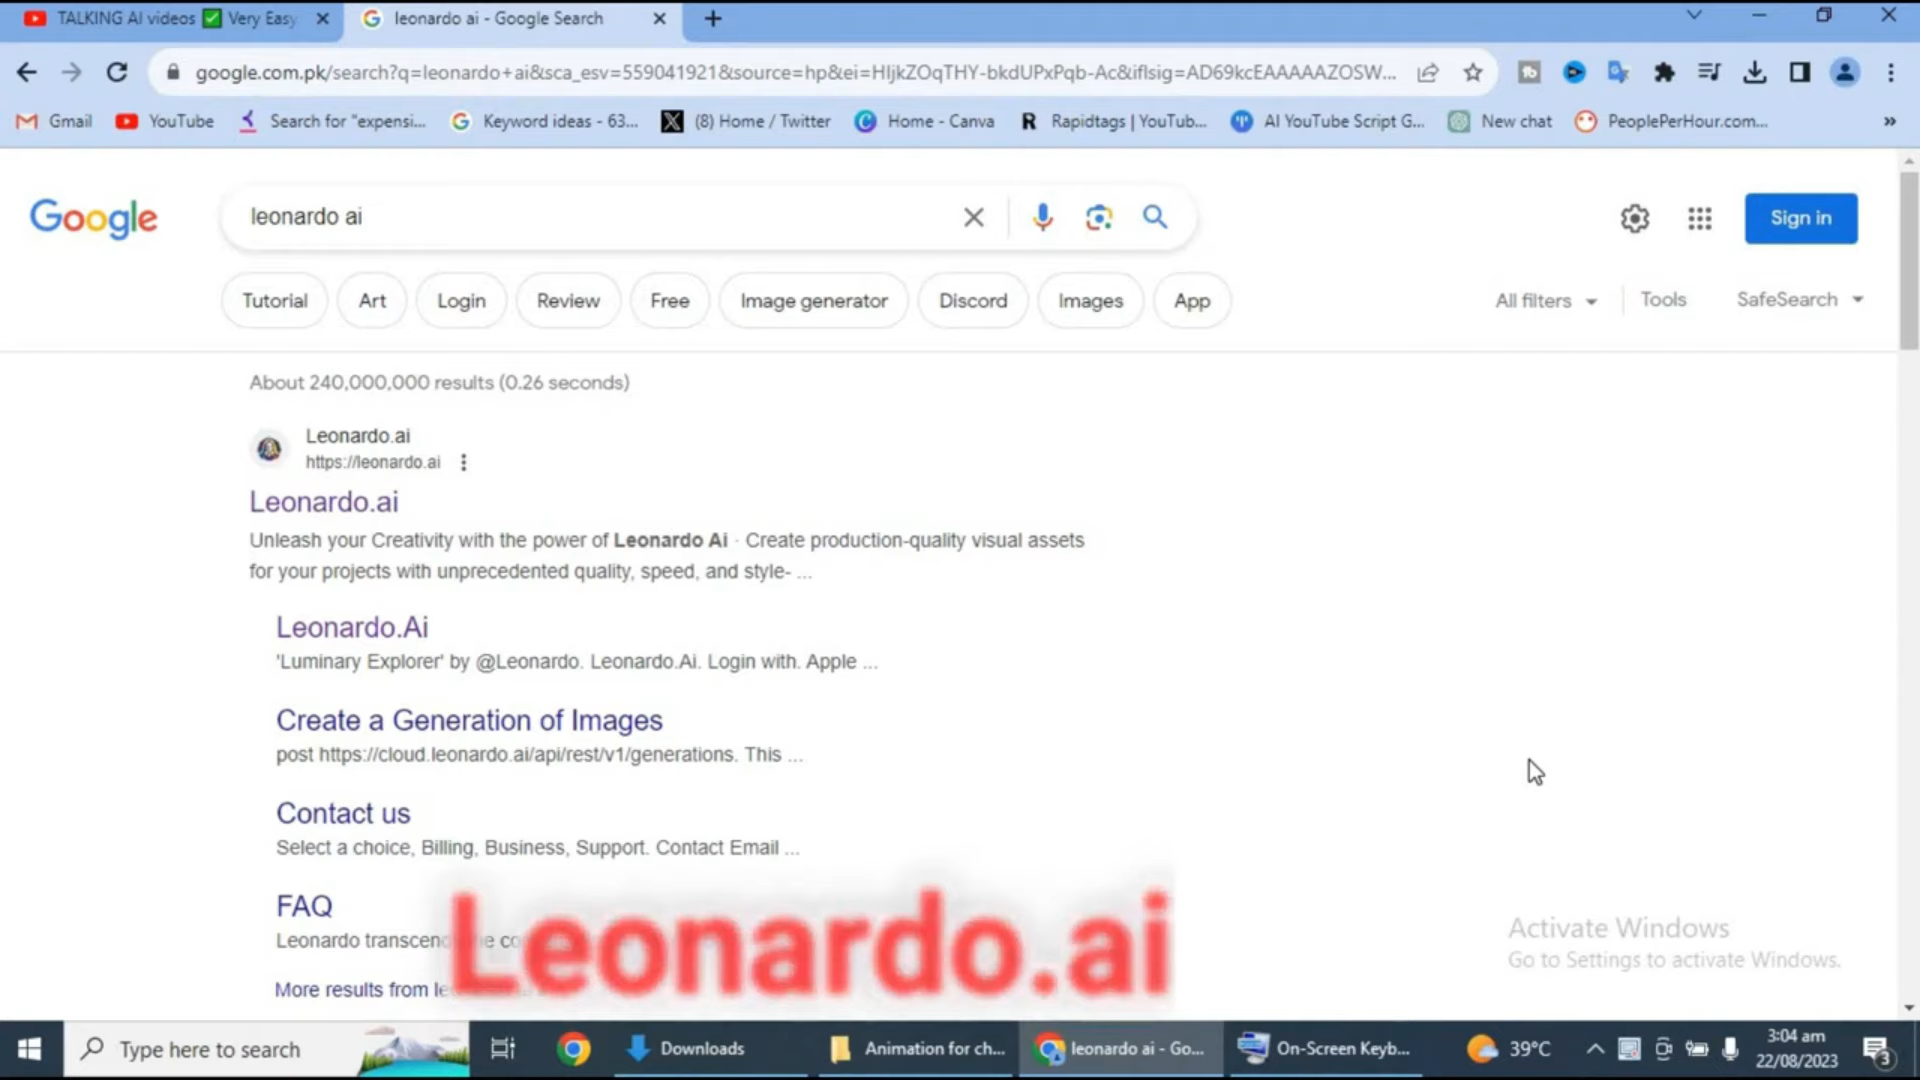 TALKING AI videos ✅ Very Easy
leonardo ai - Google Search
google.com.pk/search?q=leonardo+ai&sca_esv=559041921&source=hp&ei=HIjkZOqTHY-bkdUPxPqb-Ac&iflsig=AD69kcEAAAAAZOSW...
Gmail
YouTube
Search for "expensi...
Keyword ideas - 63...
(8) Home / Twitter
Home - Canva
Rapidtags | YouTub...
AI YouTube Script G...
New chat
PeoplePerHour.com...
Google
leonardo ai
Sign in
Tutorial
Art
Login
Review
Free
Image generator
Discord
Images
App
All filters
Tools
SafeSearch
About 240,000,000 results (0.26 seconds)
Leonardo.ai
https://leonardo.ai
Leonardo.ai
Unleash your Creativity with the power of Leonardo Ai · Create production-quality visual assets
for your projects with unprecedented quality, speed, and style- ...
Leonardo.Ai
'Luminary Explorer' by @Leonardo. Leonardo.Ai. Login with. Apple ...
Create a Generation of Images
post https://cloud.leonardo.ai/api/rest/v1/generations. This ...
Contact us
Select a choice, Billing, Business, Support. Contact Email ...
FAQ
Leonardo
More results from
Leonardo.ai
Activate Windows
Go to Settings to activate Windows.
Type here to search
Downloads
Animation for ch...
leonardo ai - Go...
On-Screen Keyb...
39°C
3:04 am
22/08/2023
3